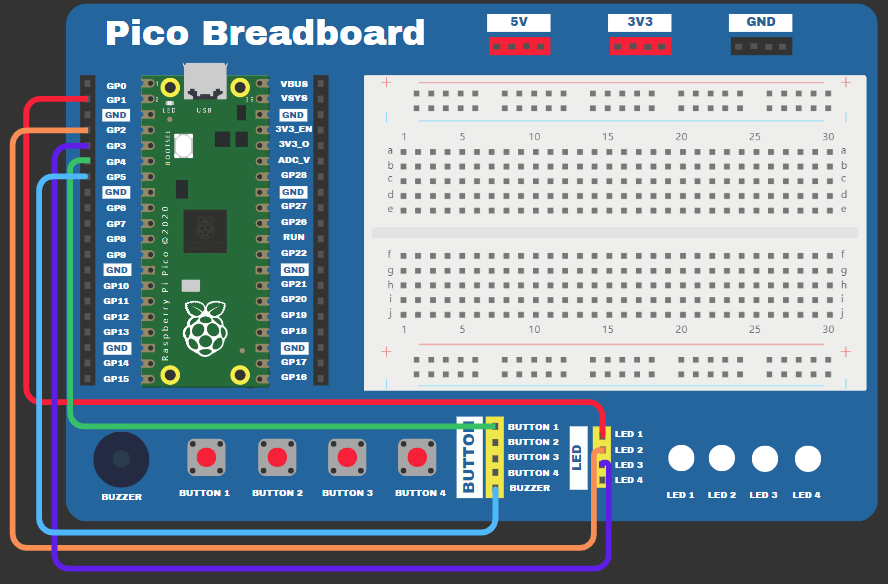 Pico Breadboard
5V
3V3
GND
GP0
GP1
GND
GP2
GP3
GP4
GP5
GND
GP6
GP7
GP8
GP9
GND
GP10
GP11
GP12
GP13
GND
GP14
GP15
LED
USB
BOOTSEL
Raspberry Pi Pico ©2020
VBUS
VSYS
GND
3V3_EN
3V3_O
ADC_V
GP28
GND
GP27
GP26
RUN
GP22
GND
GP21
GP20
GP19
GP18
GND
GP17
GP16
+ +
1 5 10 15 20 25 30
a a
b b
c c
d d
e e
f f
g g
h h
i i
j j
1 5 10 15 20 25 30
+ +
BUZZER
BUTTON 1
BUTTON 2
BUTTON 3
BUTTON 4
BUTTON
BUTTON 1
BUTTON 2
BUTTON 3
BUTTON 4
BUZZER
LED
LED 1
LED 2
LED 3
LED 4
LED 1
LED 2
LED 3
LED 4